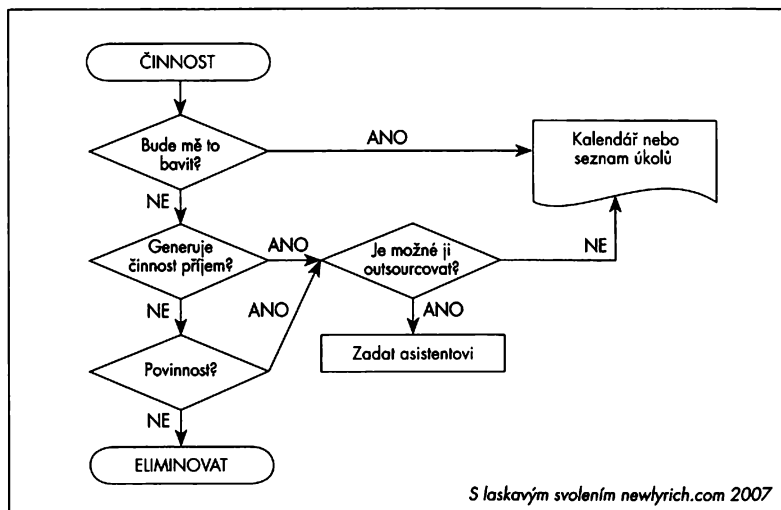 ČINNOST
Bude mě to
bavit?
ANO
Kalendář nebo
seznam úkolů
NE
Generuje
činnost příjem?
ANO
Je možné ji
outsourcovat?
NE
NE
ANO
ANO
Povinnost?
Zadat asistentovi
NE
ELIMINOVAT
S laskavým svolením newlyrich.com 2007